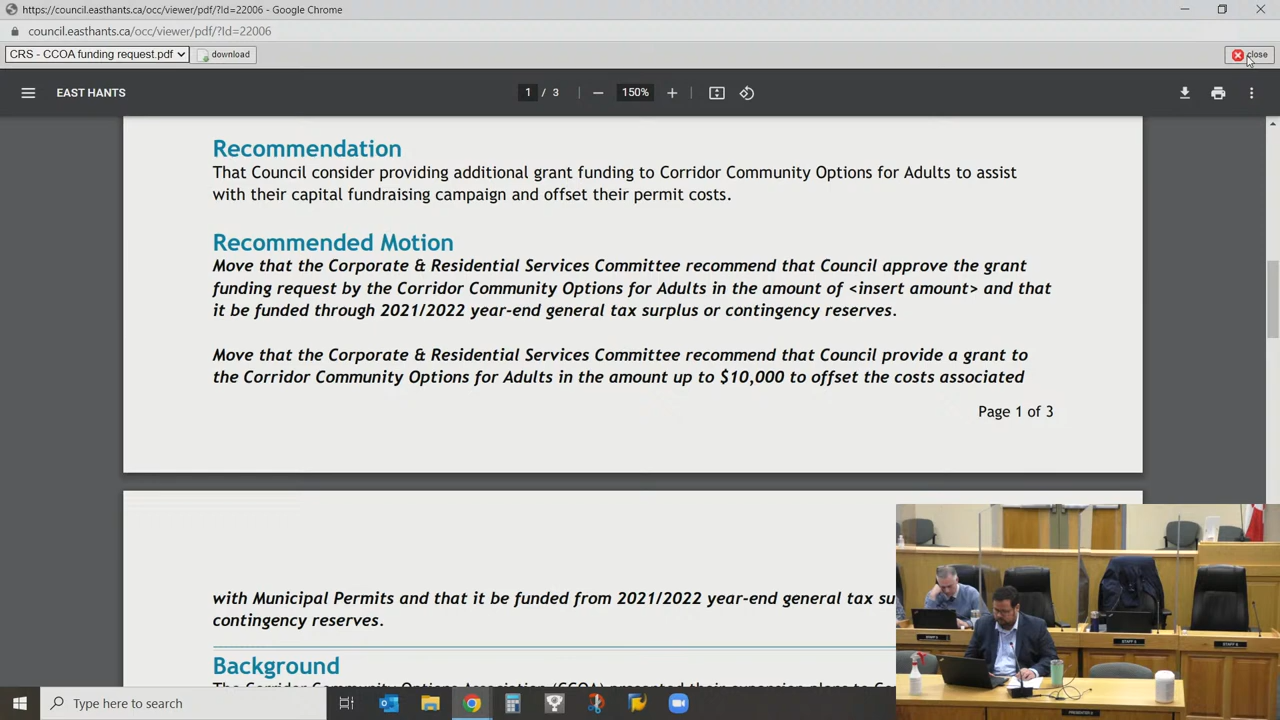 https://council.easthants.ca/occ/viewer/pdf/?Id=22006 - Google Chrome
council.easthants.ca/occ/viewer/pdf/?Id=22006
CRS - CCOA funding request.pdf download close
EAST HANTS 1 / 3 150%
Recommendation
That Council consider providing additional grant funding to Corridor Community Options for Adults to assist
with their capital fundraising campaign and offset their permit costs.
Recommended Motion
Move that the Corporate & Residential Services Committee recommend that Council approve the grant
funding request by the Corridor Community Options for Adults in the amount of <insert amount> and that
it be funded through 2021/2022 year-end general tax surplus or contingency reserves.
Move that the Corporate & Residential Services Committee recommend that Council provide a grant to
the Corridor Community Options for Adults in the amount up to $10,000 to offset the costs associated
Page 1 of 3
with Municipal Permits and that it be funded from 2021/2022 year-end general tax su
contingency reserves.
Background
Type here to search